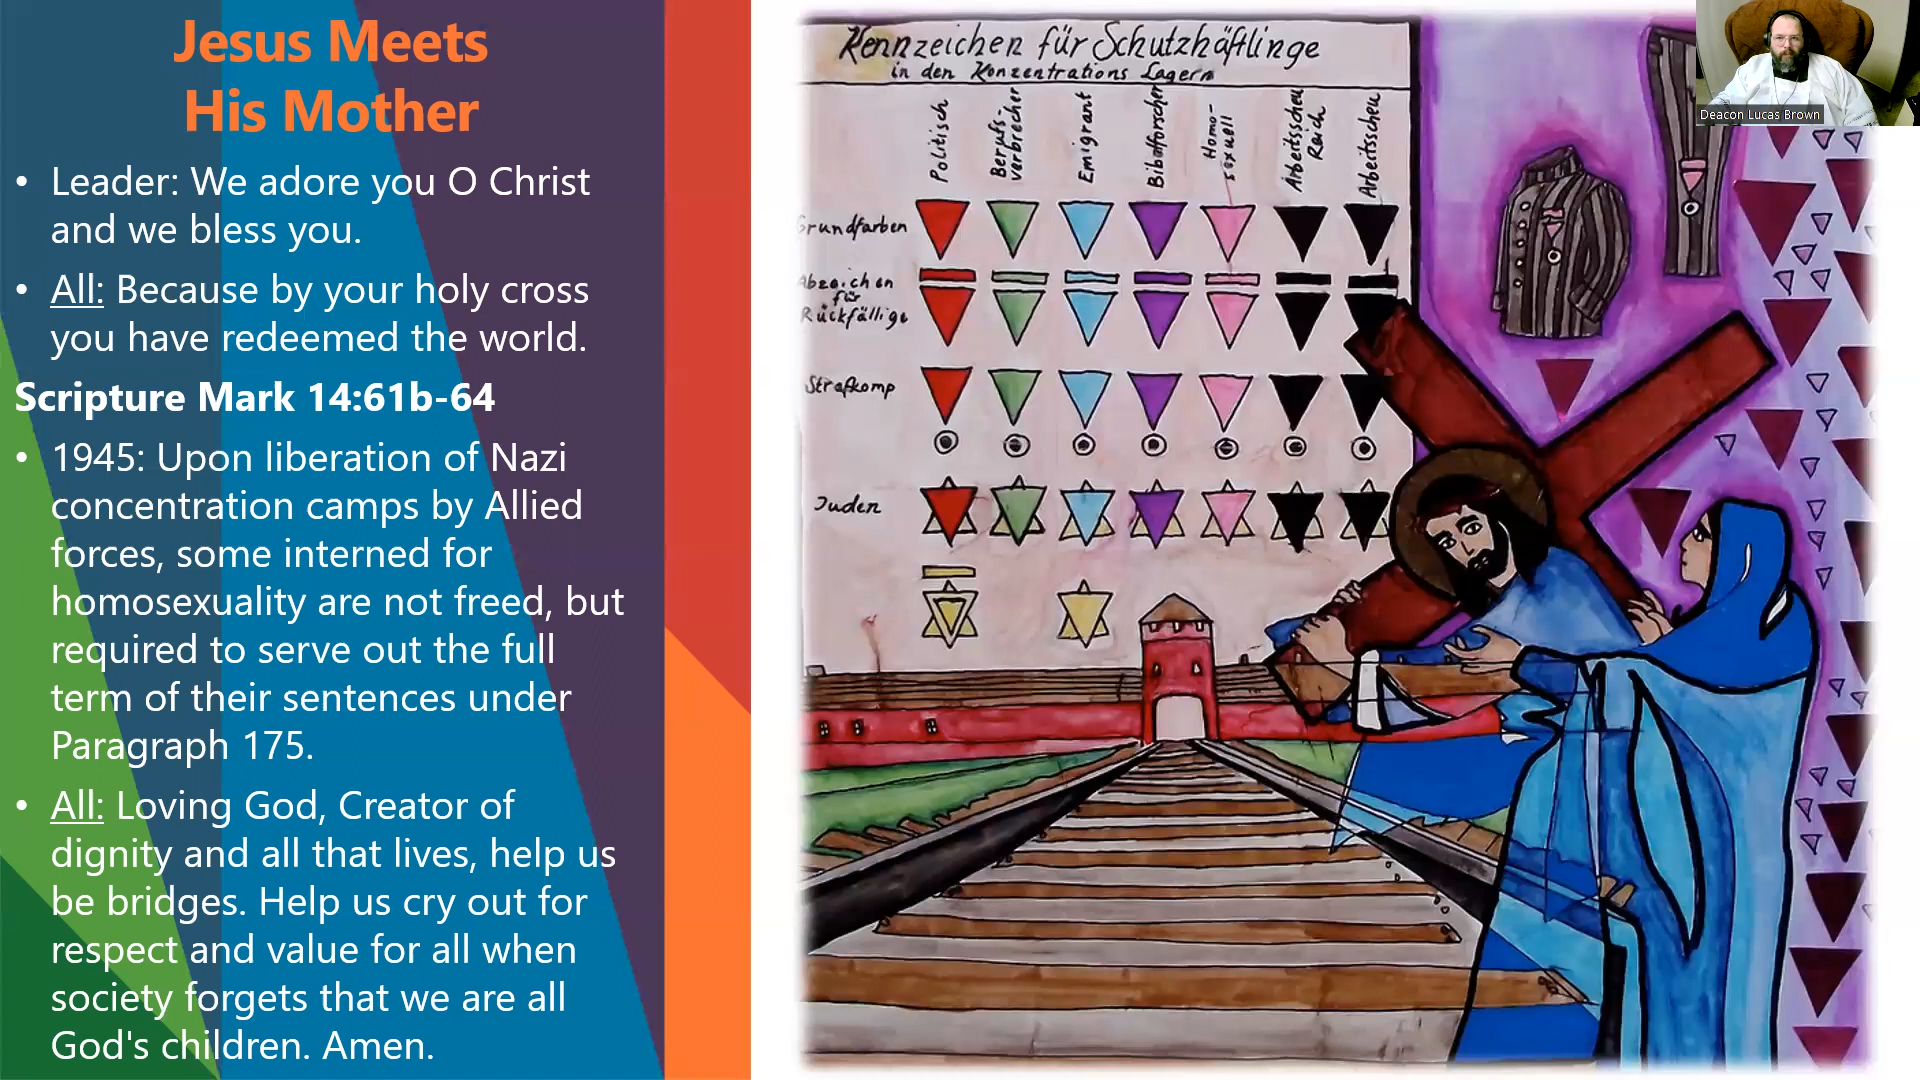 Jesus Meets
His Mother
• Leader: We adore you O Christ
and we bless you.
• All: Because by your holy cross
you have redeemed the world.
Scripture Mark 14:61b-64
• 1945: Upon liberation of Nazi
concentration camps by Allied
forces, some interned for
homosexuality are not freed, but
required to serve out the full
term of their sentences under
Paragraph 175.
• All: Loving God, Creator of
dignity and all that lives, help us
be bridges. Help us cry out for
respect and value for all when
society forgets that we are all
God's children. Amen.
Kennzeichen für Schutzhäftlinge
in den Konzentrations Lagern
Politisch
Berufs-
verbrecher
Emigrant
Bibelforscher
Homo-
sexuell
Arbeitsscheu
Reich
Arbeitsscheu
Grundfarben
Abzeichen
für
Rückfällige
Strafkomp
Juden
Deacon Lucas Brown